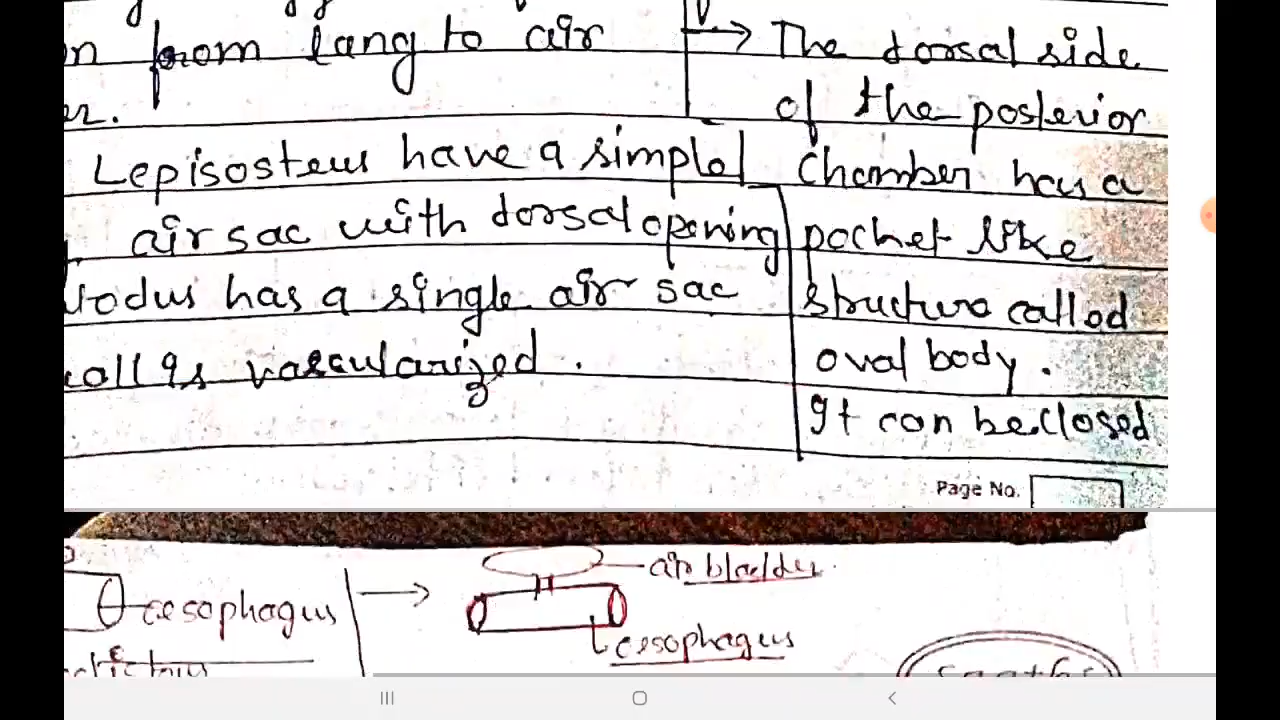 n from lang to air
er.
Lepisosteus have a simple
air sac with dorsal opening
odus has a single air sac
all is vascularized.
→ The dorsal side
of the posterior
Chamber has a
pocket like
structure called
oval body.
It can be closed
Page No.
oesophagus
→
air bladder
oesophagus